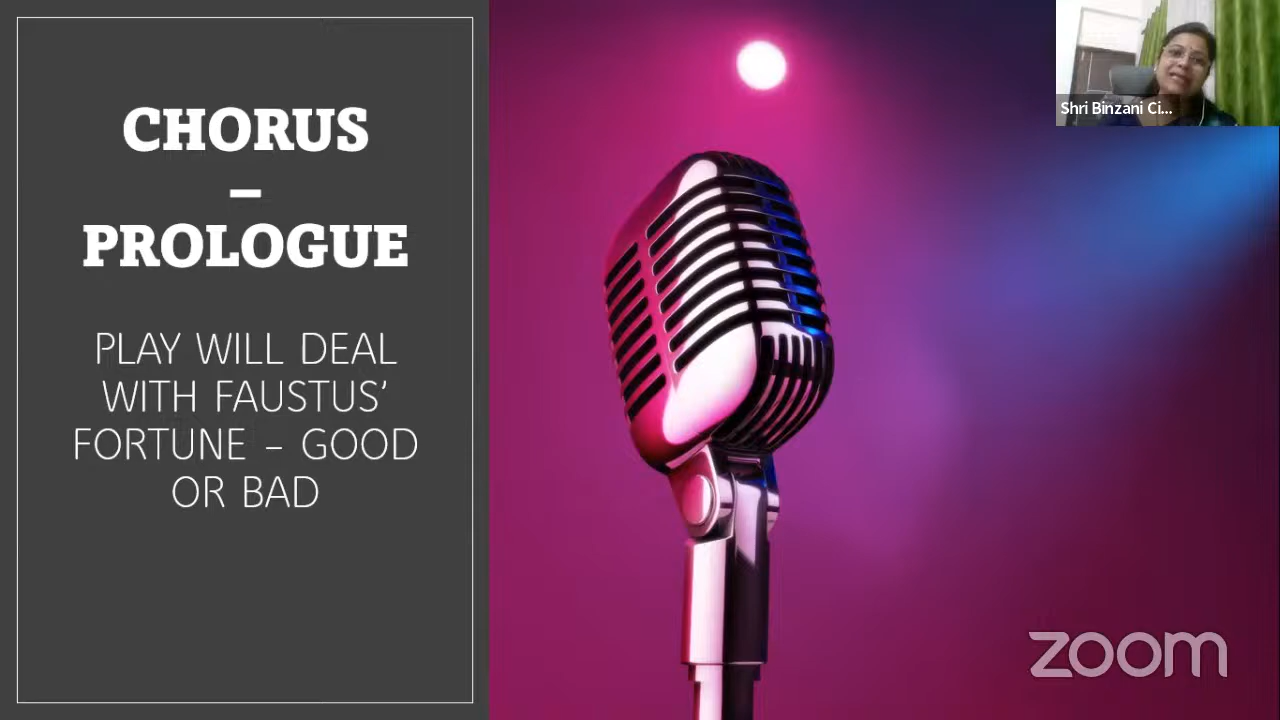 CHORUS
–
PROLOGUE
PLAY WILL DEAL
WITH FAUSTUS’
FORTUNE – GOOD
OR BAD
Shri Binzani Ci...
zoom